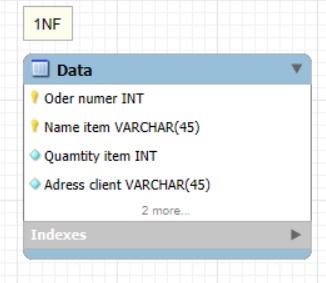 1NF
Data
Oder numer INT
Name item VARCHAR(45)
Quamtity item INT
Adress client VARCHAR(45)
2 more...
Indexes